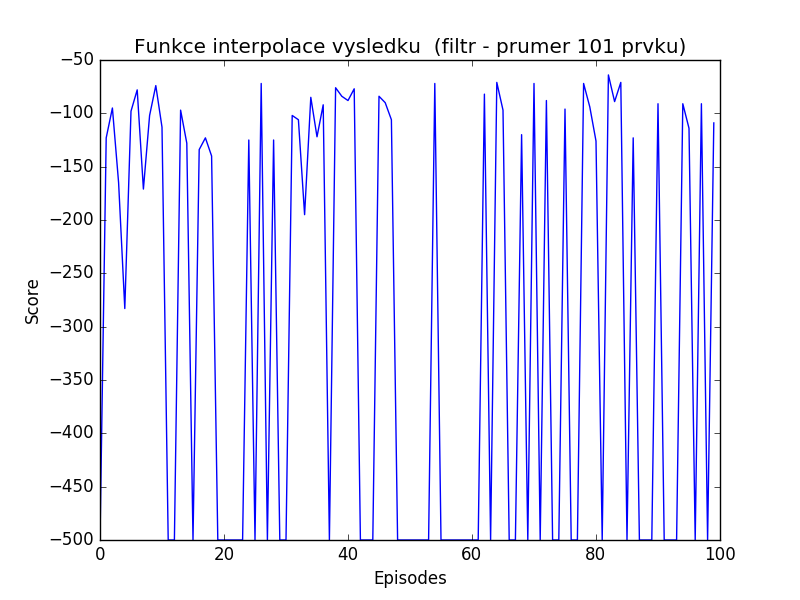 Funkce interpolace vysledku  (filtr - prumer 101 prvku)
−50
−100
−150
−200
−250
−300
−350
−400
−450
−500
Score
0 20 40 60 80 100
Episodes